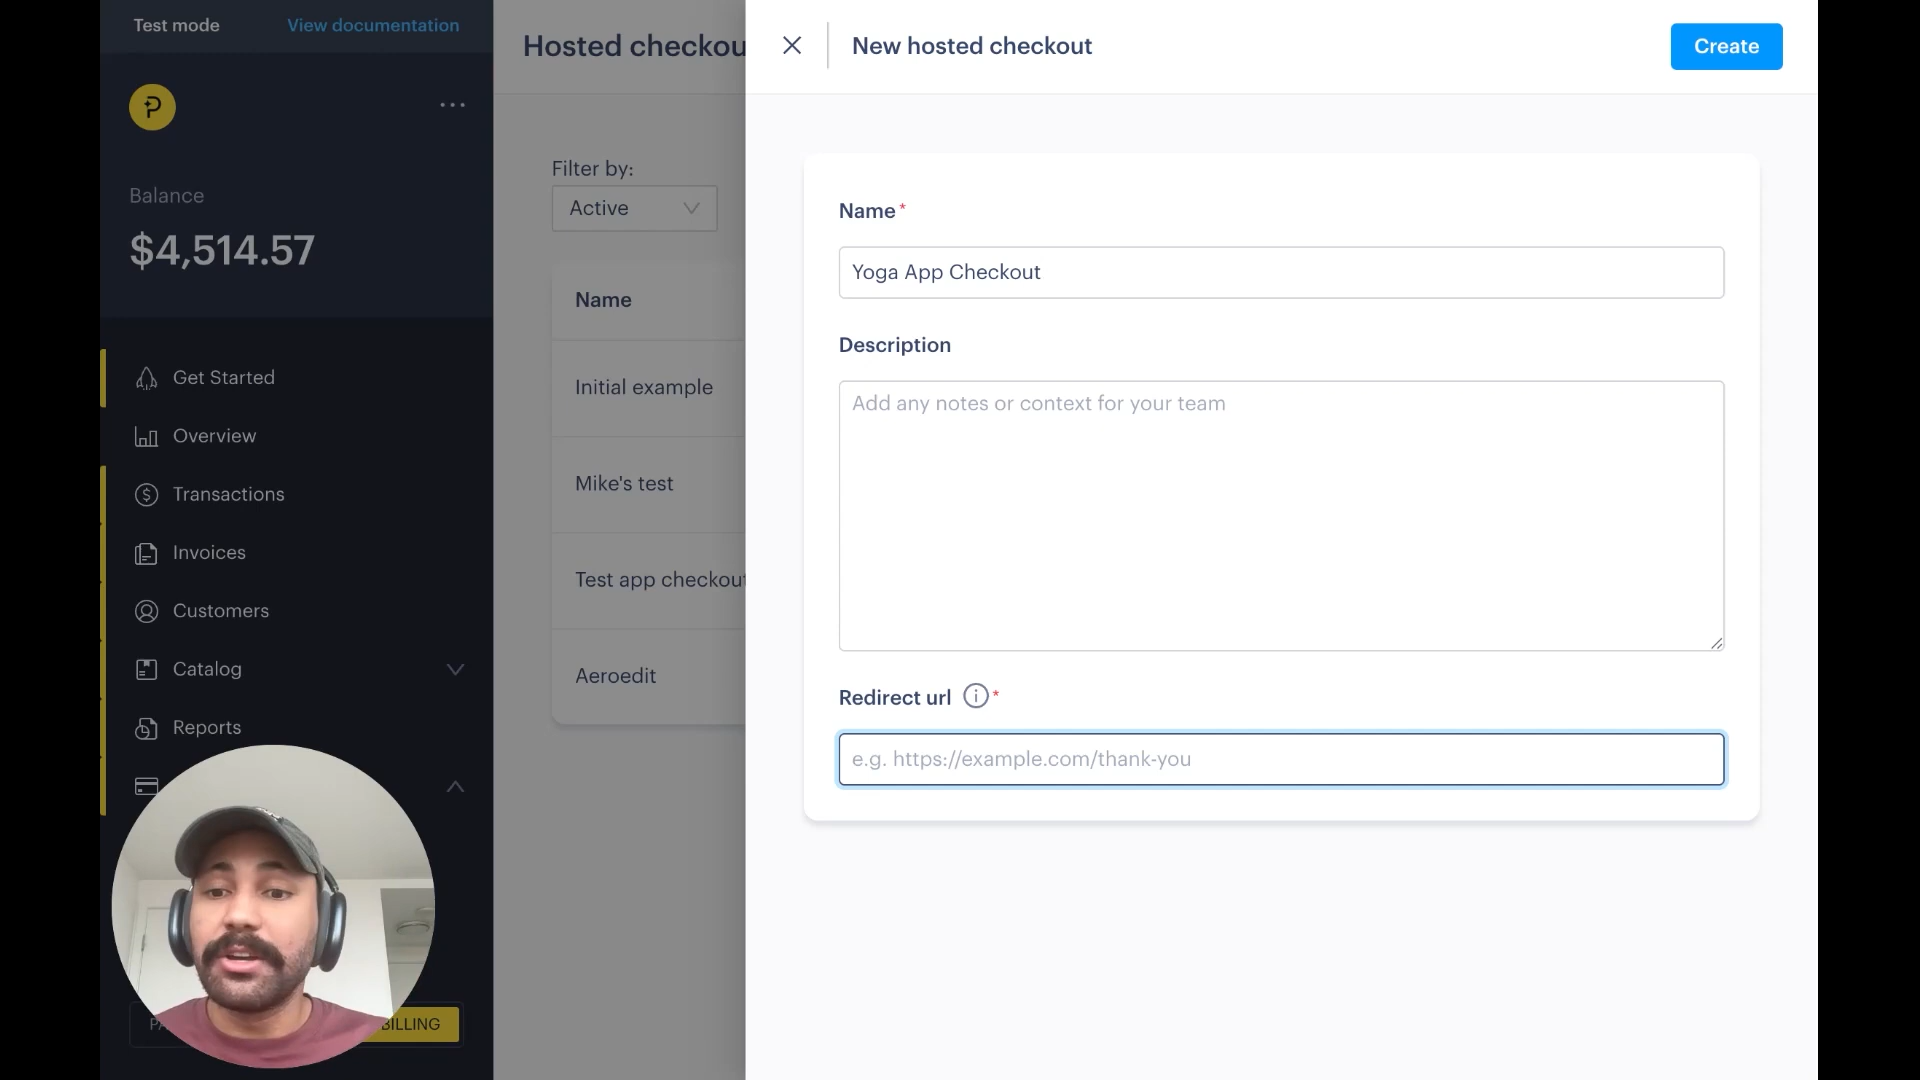 Test mode
View documentation
Balance
$4,514.57
Get Started
Overview
Transactions
Invoices
Customers
Catalog
Reports
BILLING
Hosted checkou
Filter by:
Active
Name
Initial example
Mike's test
Test app checkout
Aeroedit
New hosted checkout
Create
Name*
Yoga App Checkout
Description
Add any notes or context for your team
Redirect url *
e.g. https://example.com/thank-you